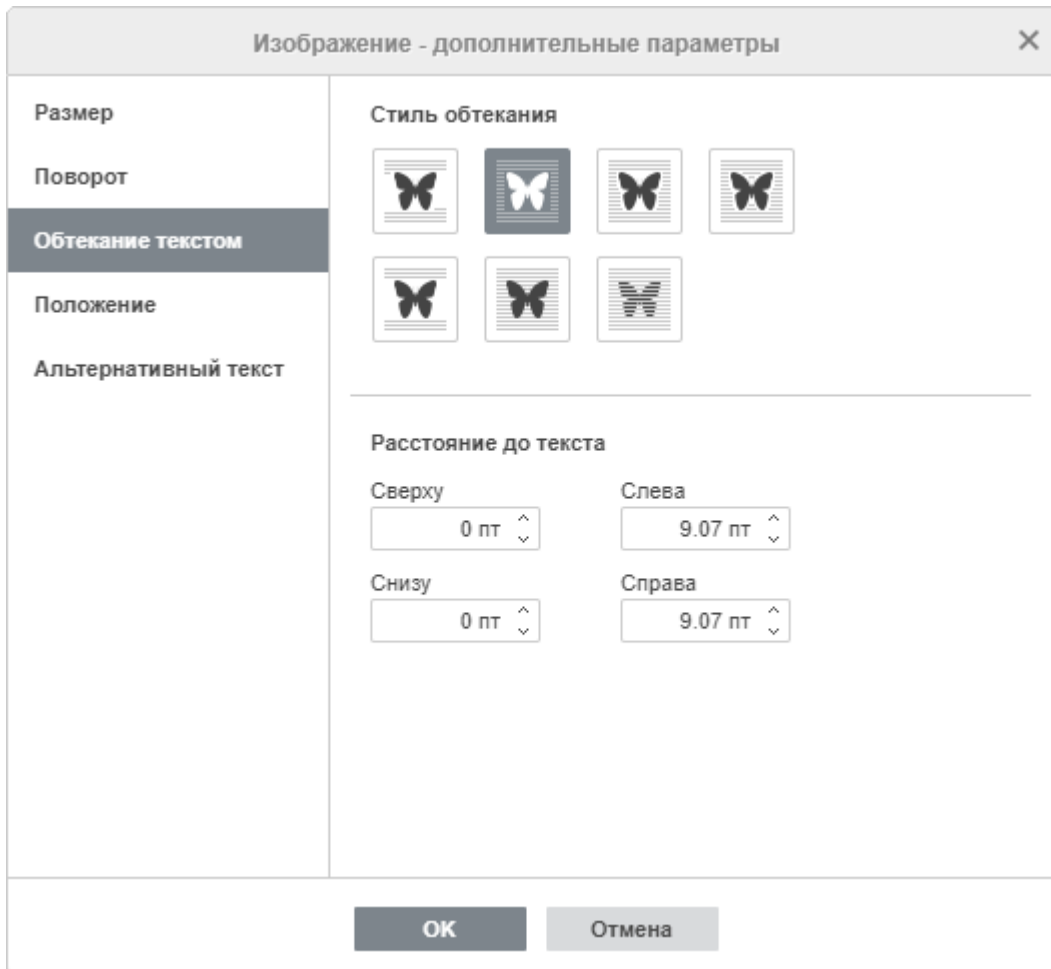 Изображение - дополнительные параметры
Размер
Поворот
Обтекание текстом
Положение
Альтернативный текст
Стиль обтекания
Расстояние до текста
Сверху
Слева
0 пт
9.07 пт
Снизу
Справа
0 пт
9.07 пт
OK
Отмена